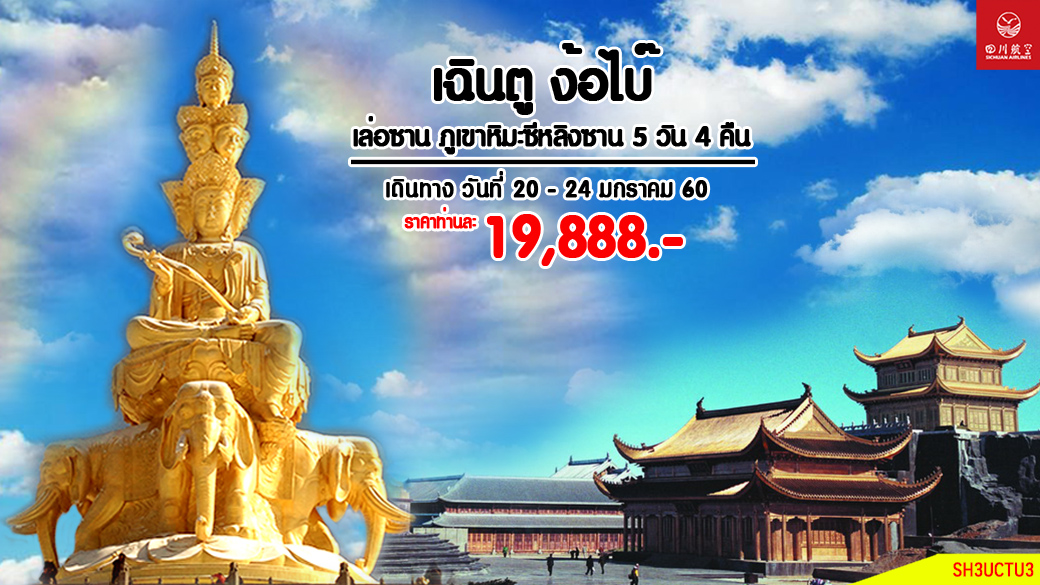 四川航空
SICHUAN AIRLINES
เฉินตู ง้อไบ๊
เล่อซาน ภูเขาหิมะซีหลิงซาน 5 วัน 4 คืน
เดินทาง วันที่ 20 - 24 มกราคม 60
ราคาท่านละ 19,888.-
SH3UCTU3